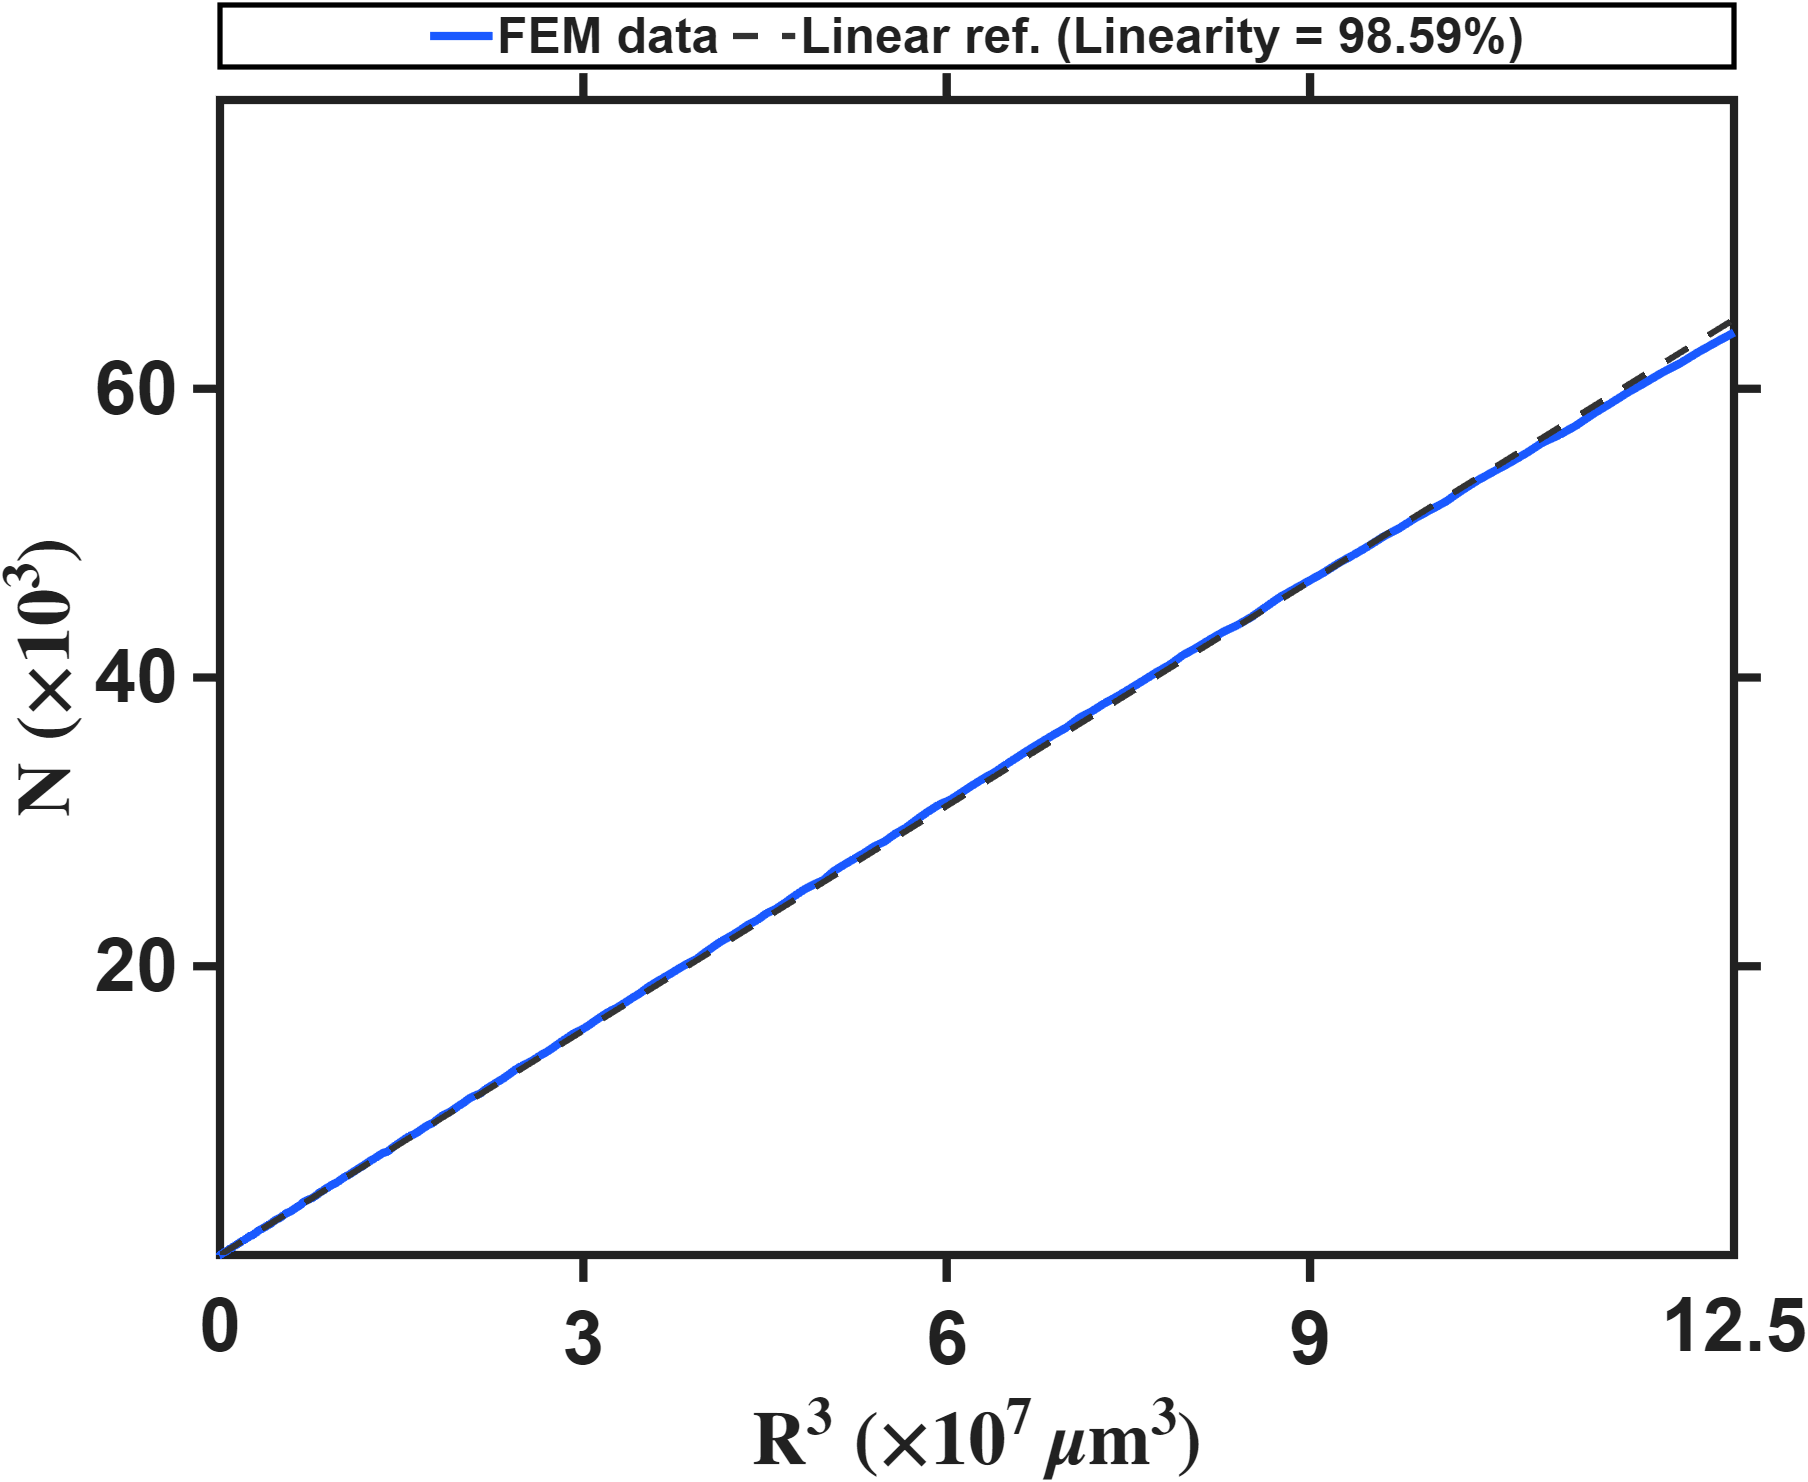 FEM data Linear ref. (Linearity = 98.59%)
60
40
20
N (×10³)
0
3
6
9
12.5
R³ (×10⁷ μm³)